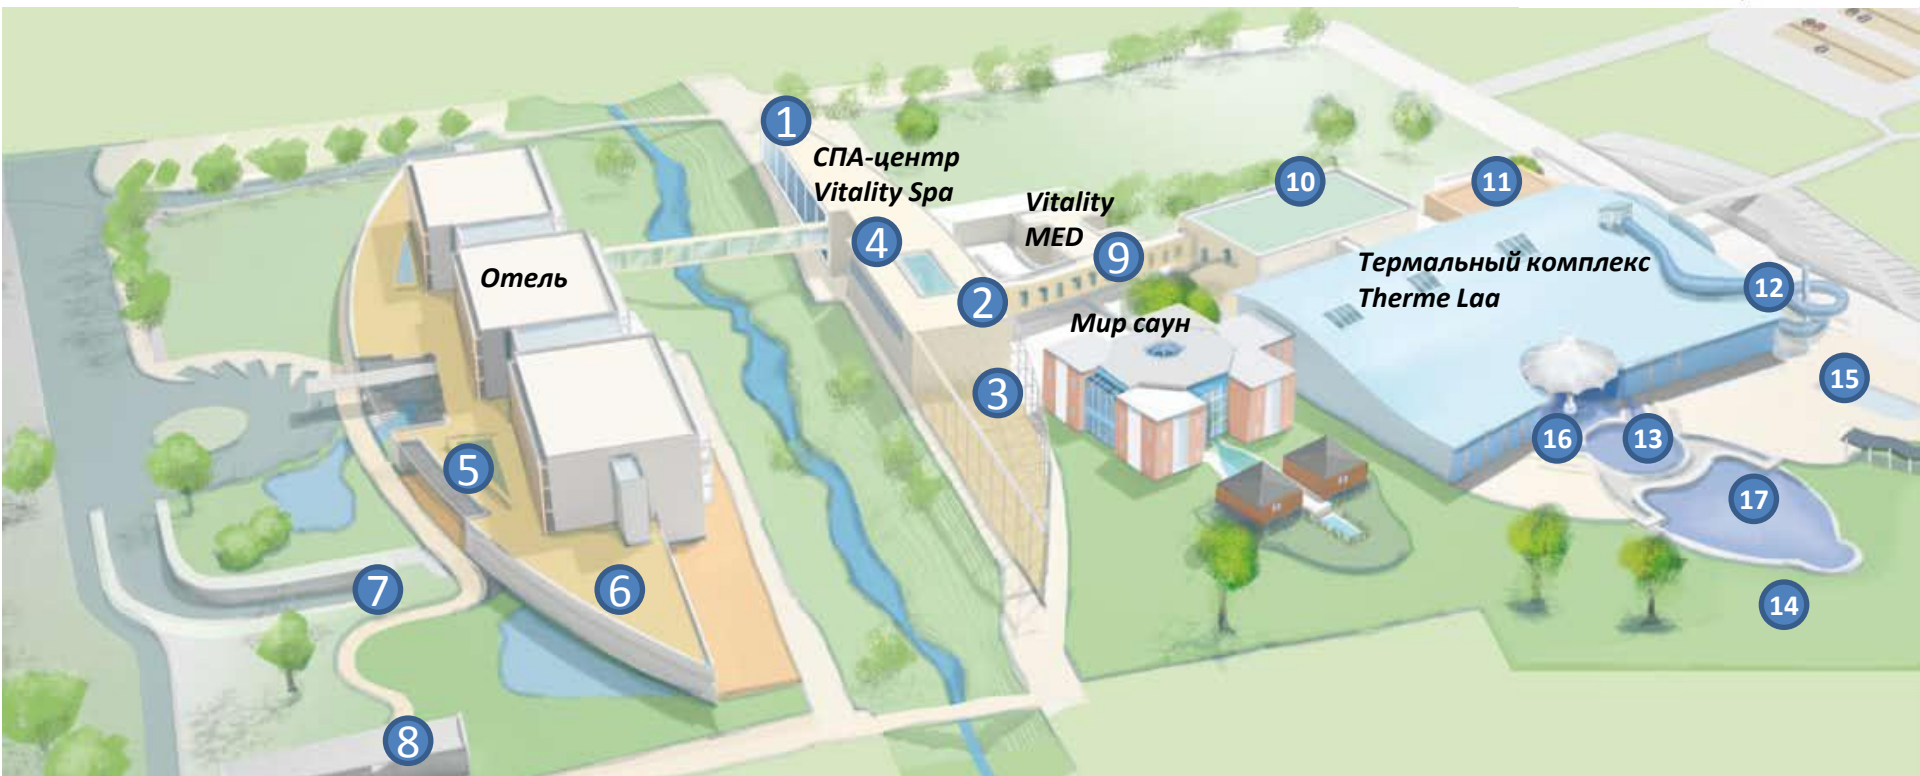 1
СПА-центр
Vitality Spa
4
Vitality
MED
9
2
3
Отель
5
6
7
8
10
11
Термальный комплекс
Therme Laa
Мир саун
12
15
16
13
17
14